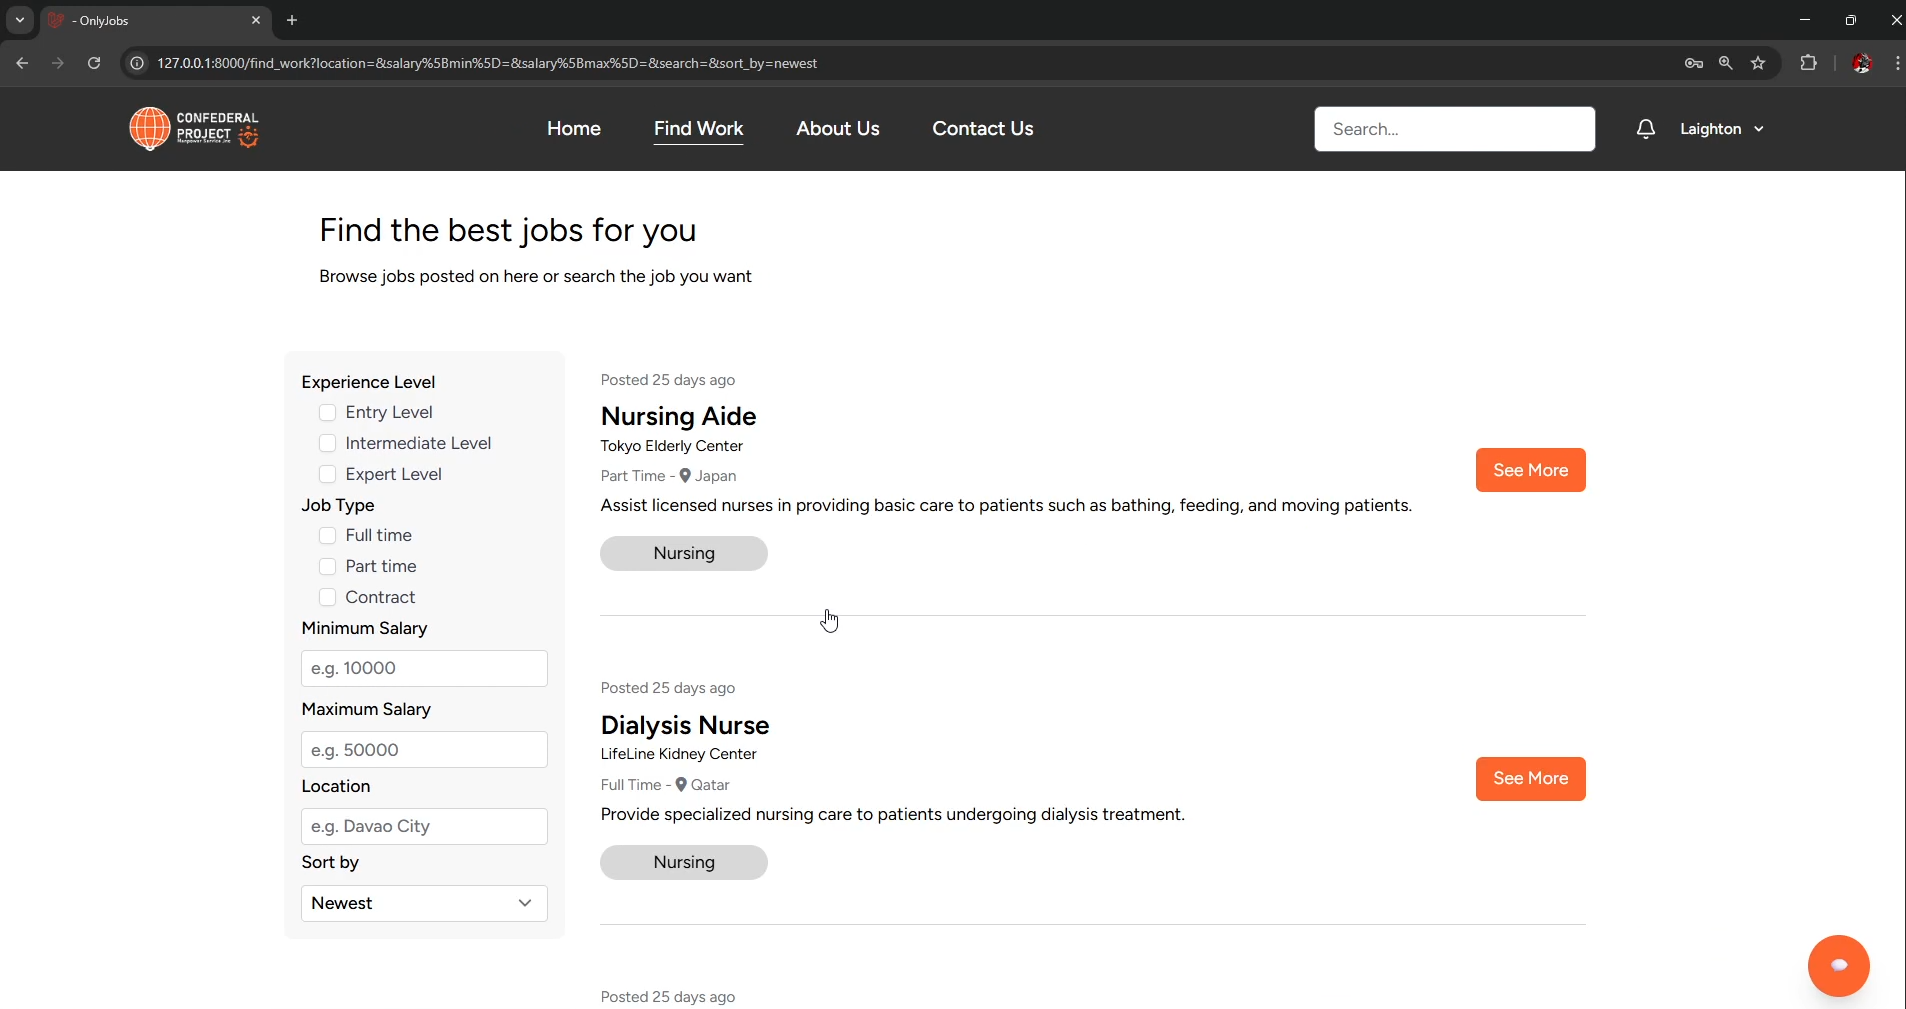 - OnlyJobs
127.0.0.1:8000/find_work?location=&salary%5Bmin%5D=&salary%5Bmax%5D=&search=&sort_by=newest
CONFEDERAL
PROJECT
Manpower Service, Inc
Home
Find Work
About Us
Contact Us
Search...
Laighton
Find the best jobs for you
Browse jobs posted on here or search the job you want
Experience Level
Entry Level
Intermediate Level
Expert Level
Job Type
Full time
Part time
Contract
Minimum Salary
e.g. 10000
Maximum Salary
e.g. 50000
Location
e.g. Davao City
Sort by
Newest
Posted 25 days ago
Nursing Aide
Tokyo Elderly Center
Part Time - Japan
Assist licensed nurses in providing basic care to patients such as bathing, feeding, and moving patients.
Nursing
See More
Posted 25 days ago
Dialysis Nurse
LifeLine Kidney Center
Full Time - Qatar
Provide specialized nursing care to patients undergoing dialysis treatment.
Nursing
See More
Posted 25 days ago